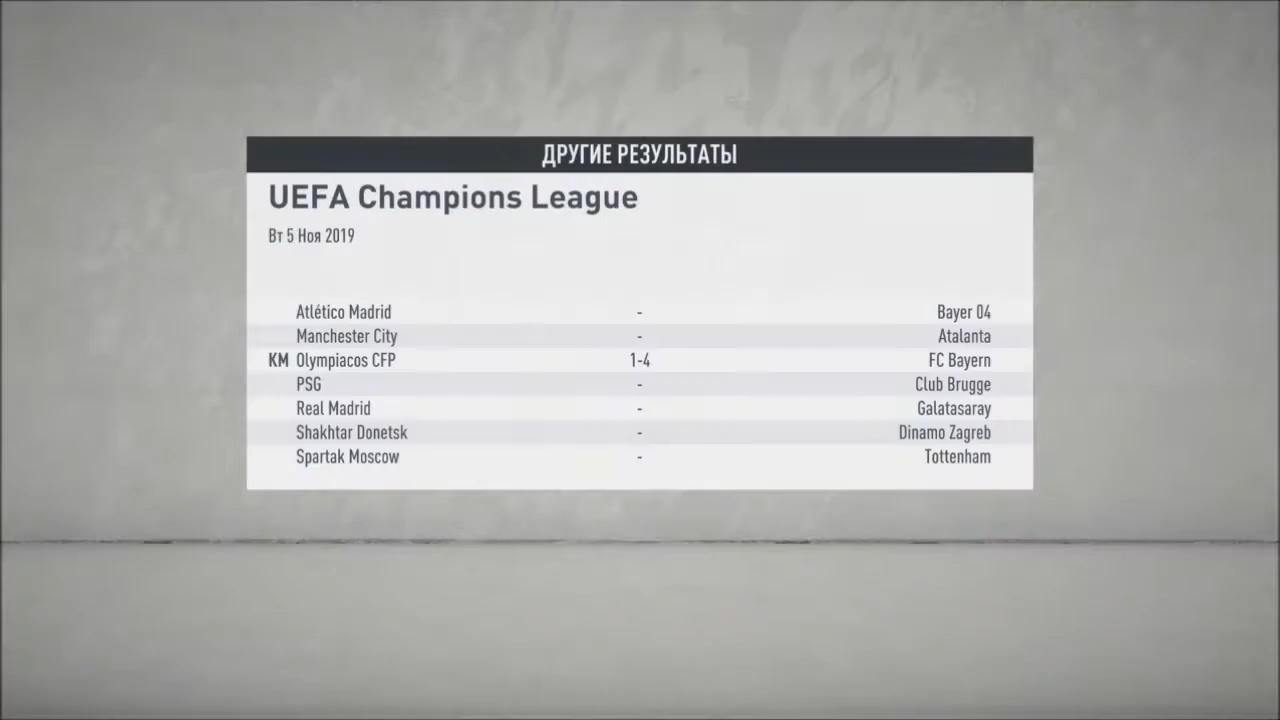 ДРУГИЕ РЕЗУЛЬТАТЫ
UEFA Champions League
Вт 5 Ноя 2019
Atlético Madrid - Bayer 04
Manchester City - Atalanta
КМ Olympiacos CFP 1-4 FC Bayern
PSG - Club Brugge
Real Madrid - Galatasaray
Shakhtar Donetsk - Dinamo Zagreb
Spartak Moscow - Tottenham